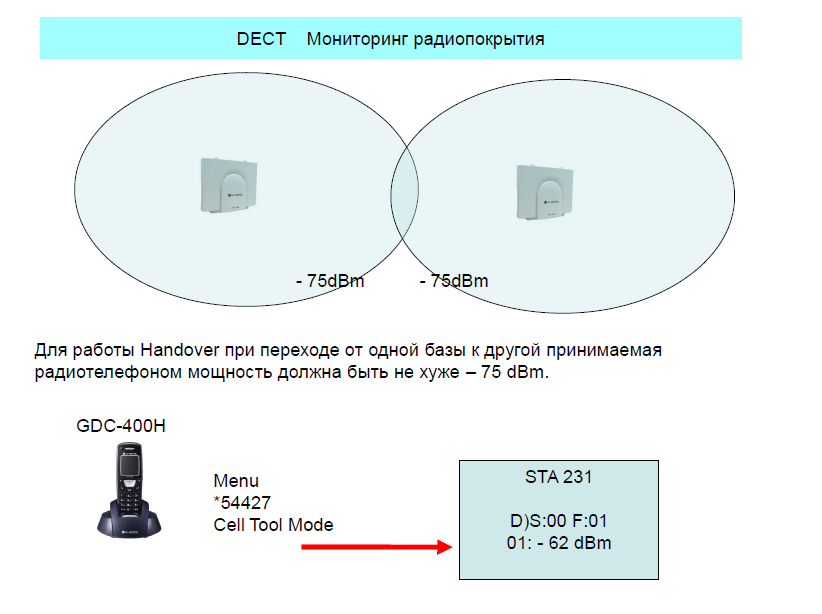 DECT Мониторинг радиопокрытия
- 75dBm
- 75dBm
Для работы Handover при переходе от одной базы к другой принимаемая
радиотелефоном мощность должна быть не хуже – 75 dBm.
GDC-400H
Menu
*54427
Cell Tool Mode
STA 231
D)S:00 F:01
01: - 62 dBm